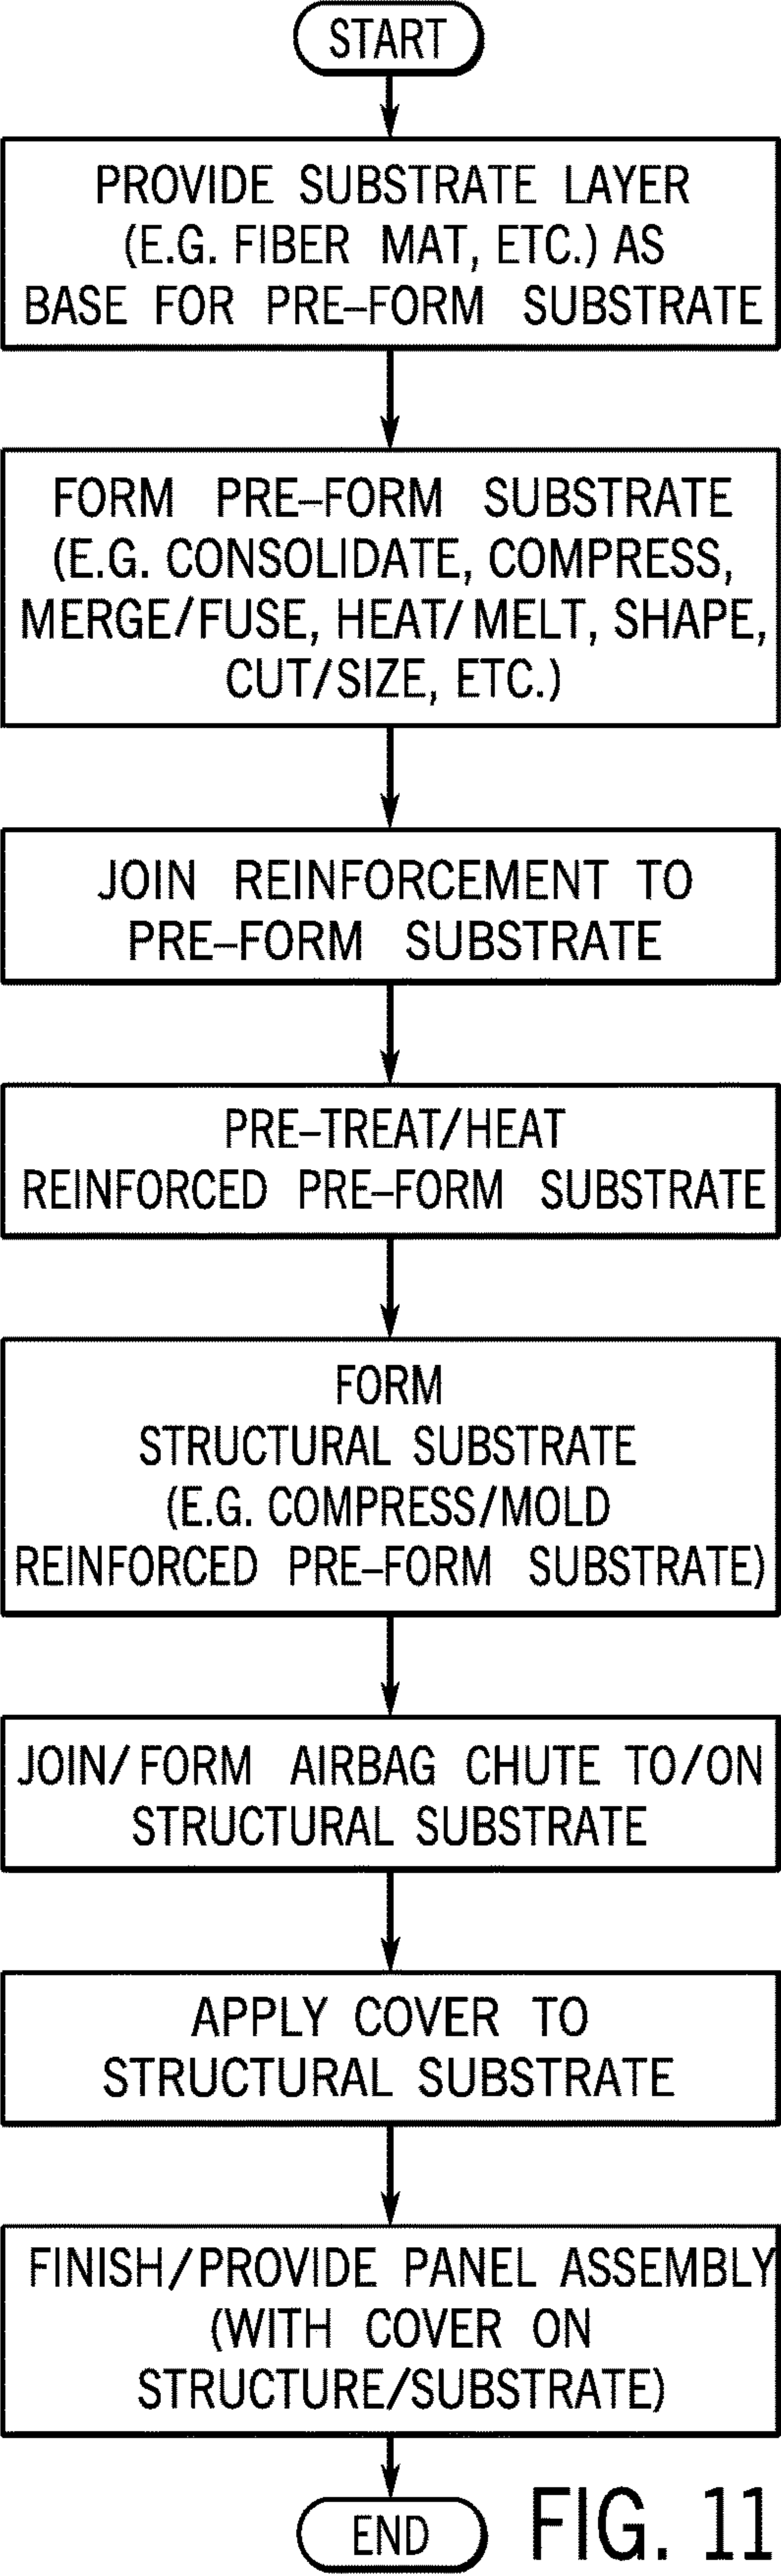 START
PROVIDE SUBSTRATE LAYER
(E.G. FIBER MAT, ETC.) AS
BASE FOR PRE–FORM SUBSTRATE
FORM PRE–FORM SUBSTRATE
(E.G. CONSOLIDATE, COMPRESS,
MERGE/FUSE, HEAT/MELT, SHAPE,
CUT/SIZE, ETC.)
JOIN REINFORCEMENT TO
PRE–FORM SUBSTRATE
PRE–TREAT/HEAT
REINFORCED PRE–FORM SUBSTRATE
FORM
STRUCTURAL SUBSTRATE
(E.G. COMPRESS/MOLD
REINFORCED PRE–FORM SUBSTRATE)
JOIN/FORM AIRBAG CHUTE TO/ON
STRUCTURAL SUBSTRATE
APPLY COVER TO
STRUCTURAL SUBSTRATE
FINISH/PROVIDE PANEL ASSEMBLY
(WITH COVER ON
STRUCTURE/SUBSTRATE)
END
FIG. 11